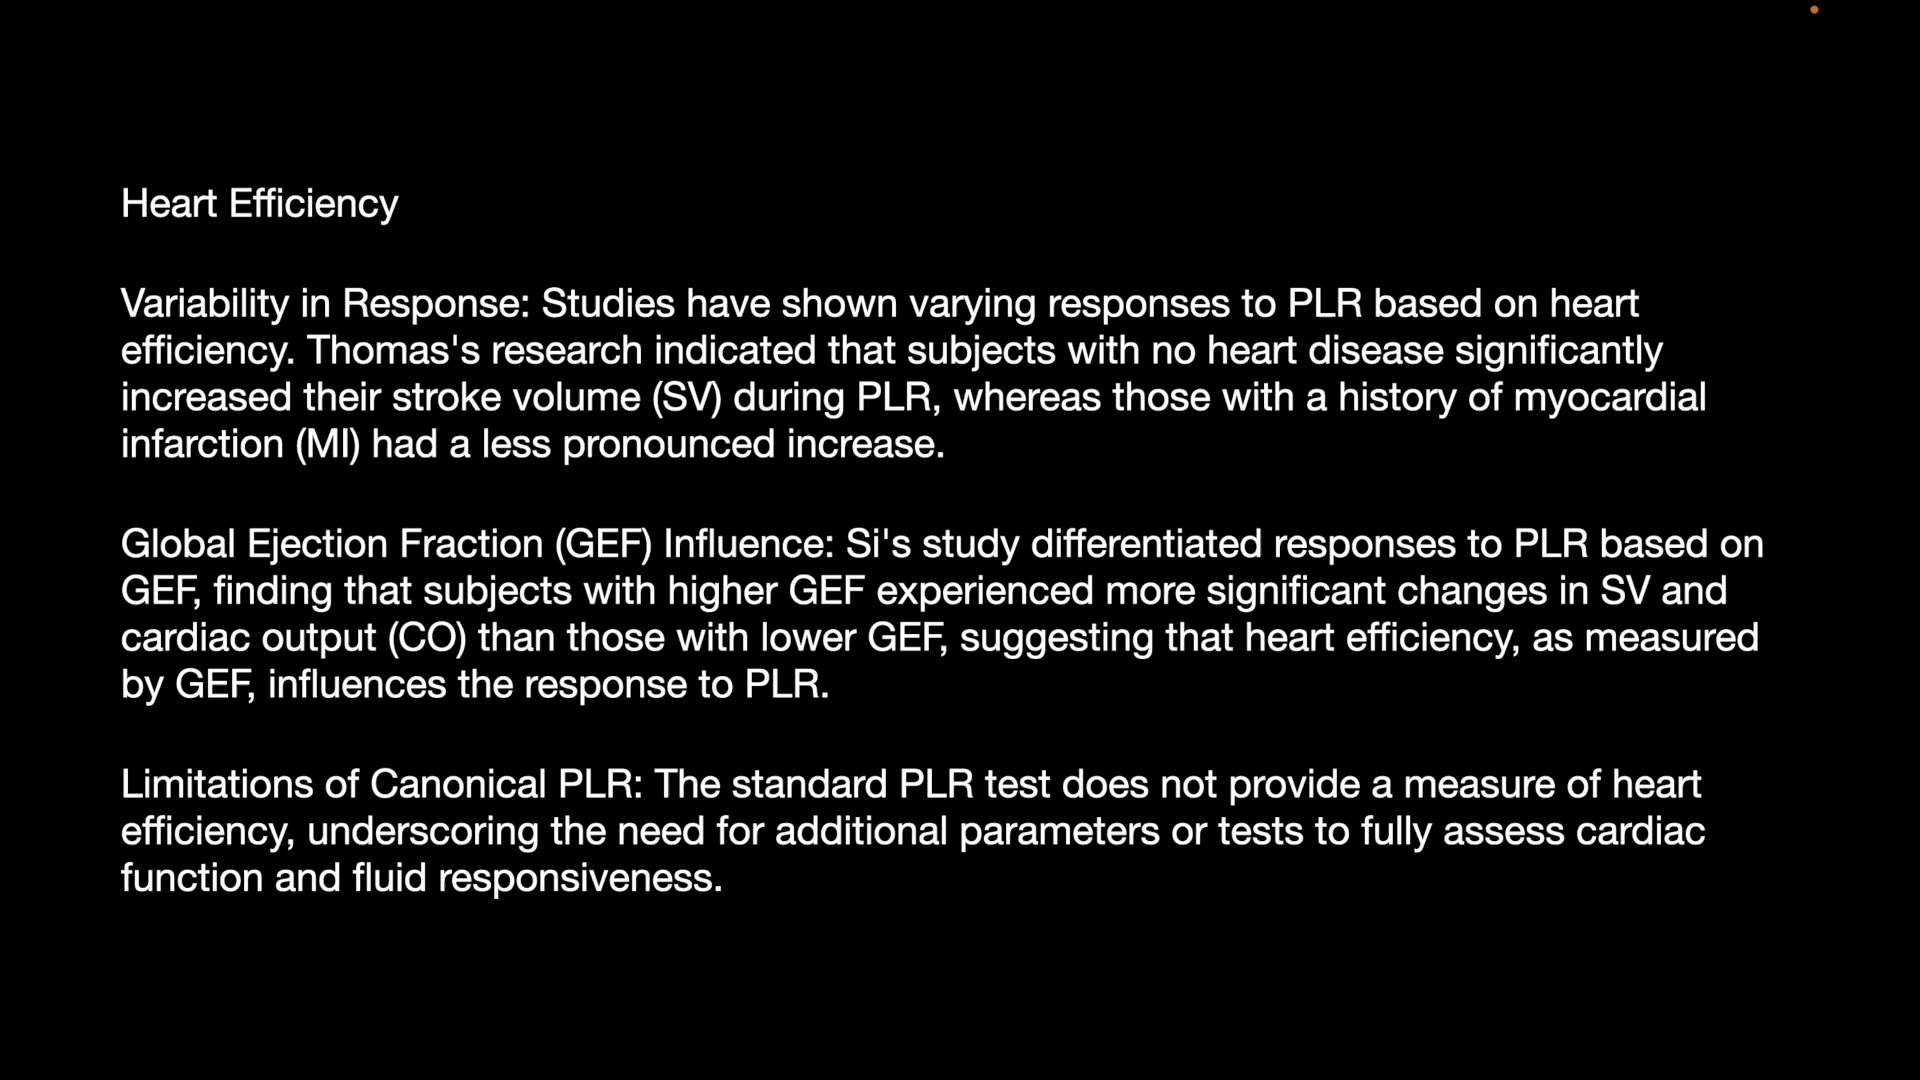 Heart Efficiency
Variability in Response: Studies have shown varying responses to PLR based on heart
efficiency. Thomas's research indicated that subjects with no heart disease significantly
increased their stroke volume (SV) during PLR, whereas those with a history of myocardial
infarction (MI) had a less pronounced increase.
Global Ejection Fraction (GEF) Influence: Si's study differentiated responses to PLR based on
GEF, finding that subjects with higher GEF experienced more significant changes in SV and
cardiac output (CO) than those with lower GEF, suggesting that heart efficiency, as measured
by GEF, influences the response to PLR.
Limitations of Canonical PLR: The standard PLR test does not provide a measure of heart
efficiency, underscoring the need for additional parameters or tests to fully assess cardiac
function and fluid responsiveness.